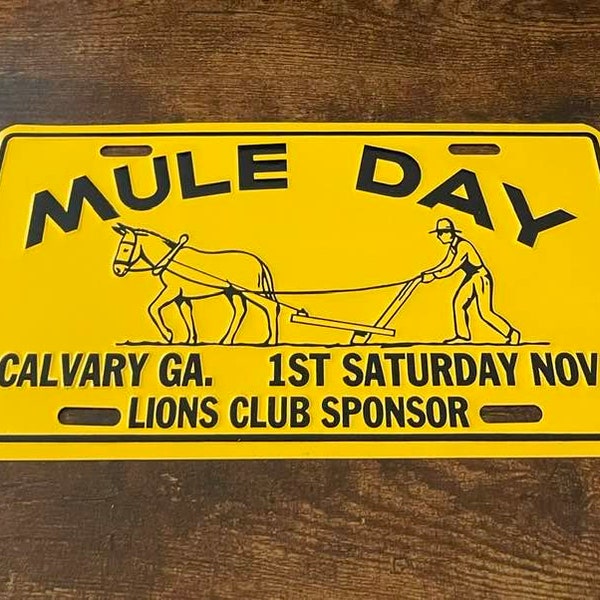 MULE DAY
CALVARY GA. 1ST SATURDAY NOV
LIONS CLUB SPONSOR